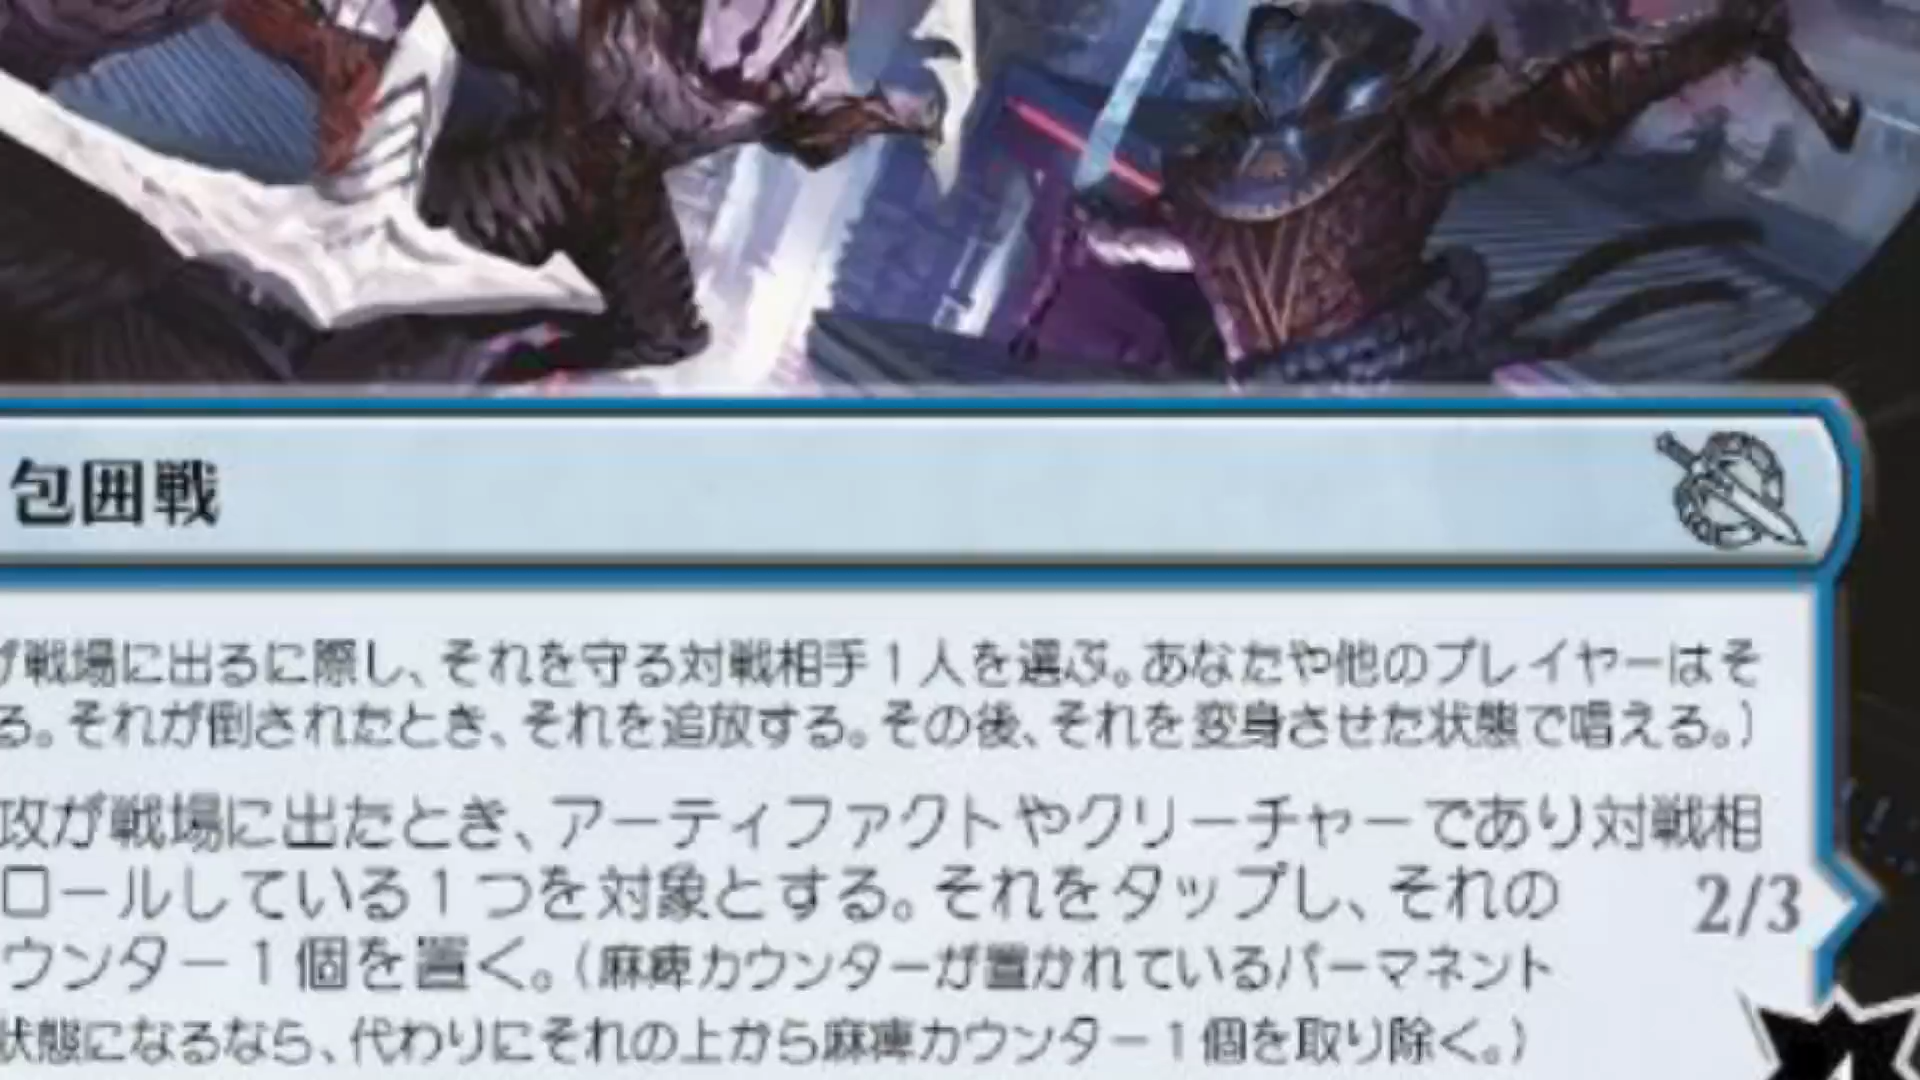 包囲戦
が戦場に出るに際し、それを守る対戦相手1人を選ぶ。あなたや他のプレイヤーはそ
る。それが倒されたとき、それを追放する。その後、それを変身させた状態で唱える。）
攻が戦場に出たとき、アーティファクトやクリーチャーであり対戦相
ロールしている1つを対象とする。それをタップし、それの
2/3
ウンター1個を置く。（麻痺カウンターが置かれているパーマネント
状態になるなら、代わりにそれの上から麻痺カウンター1個を取り除く。）
4